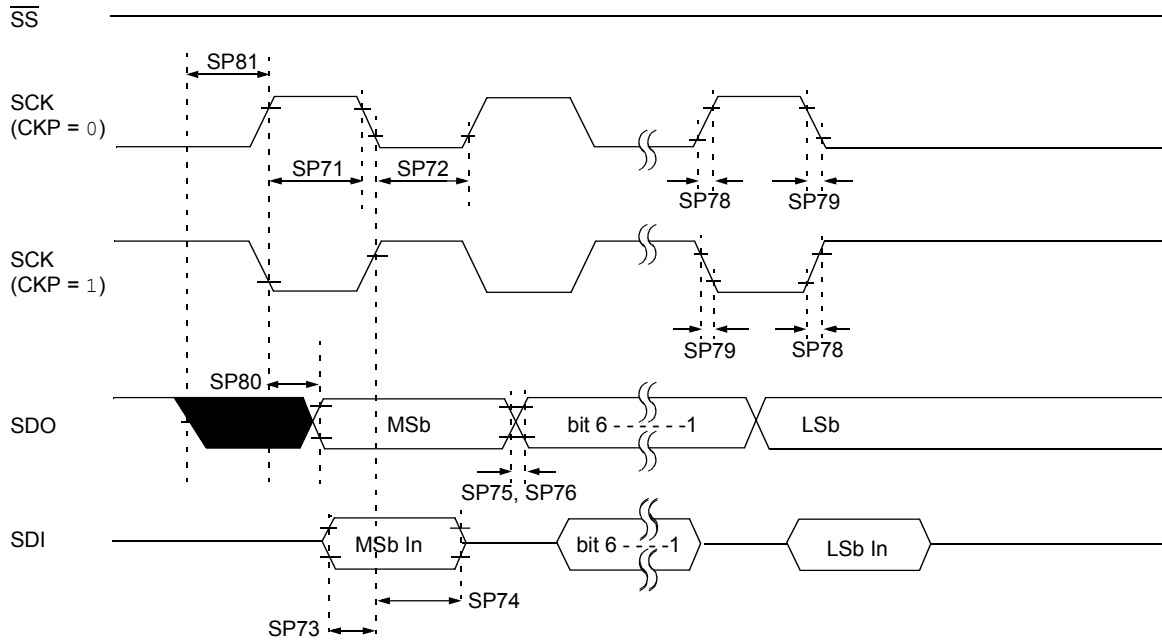 SS
SP81
SCK
(CKP = 0)
SP71
SP72
SP78
SP79
SCK
(CKP = 1)
SP79
SP78
SP80
SDO
MSb
bit 6 - - - - - -1
LSb
SP75, SP76
SDI
MSb In
bit 6 - - - - -1
LSb In
SP74
SP73